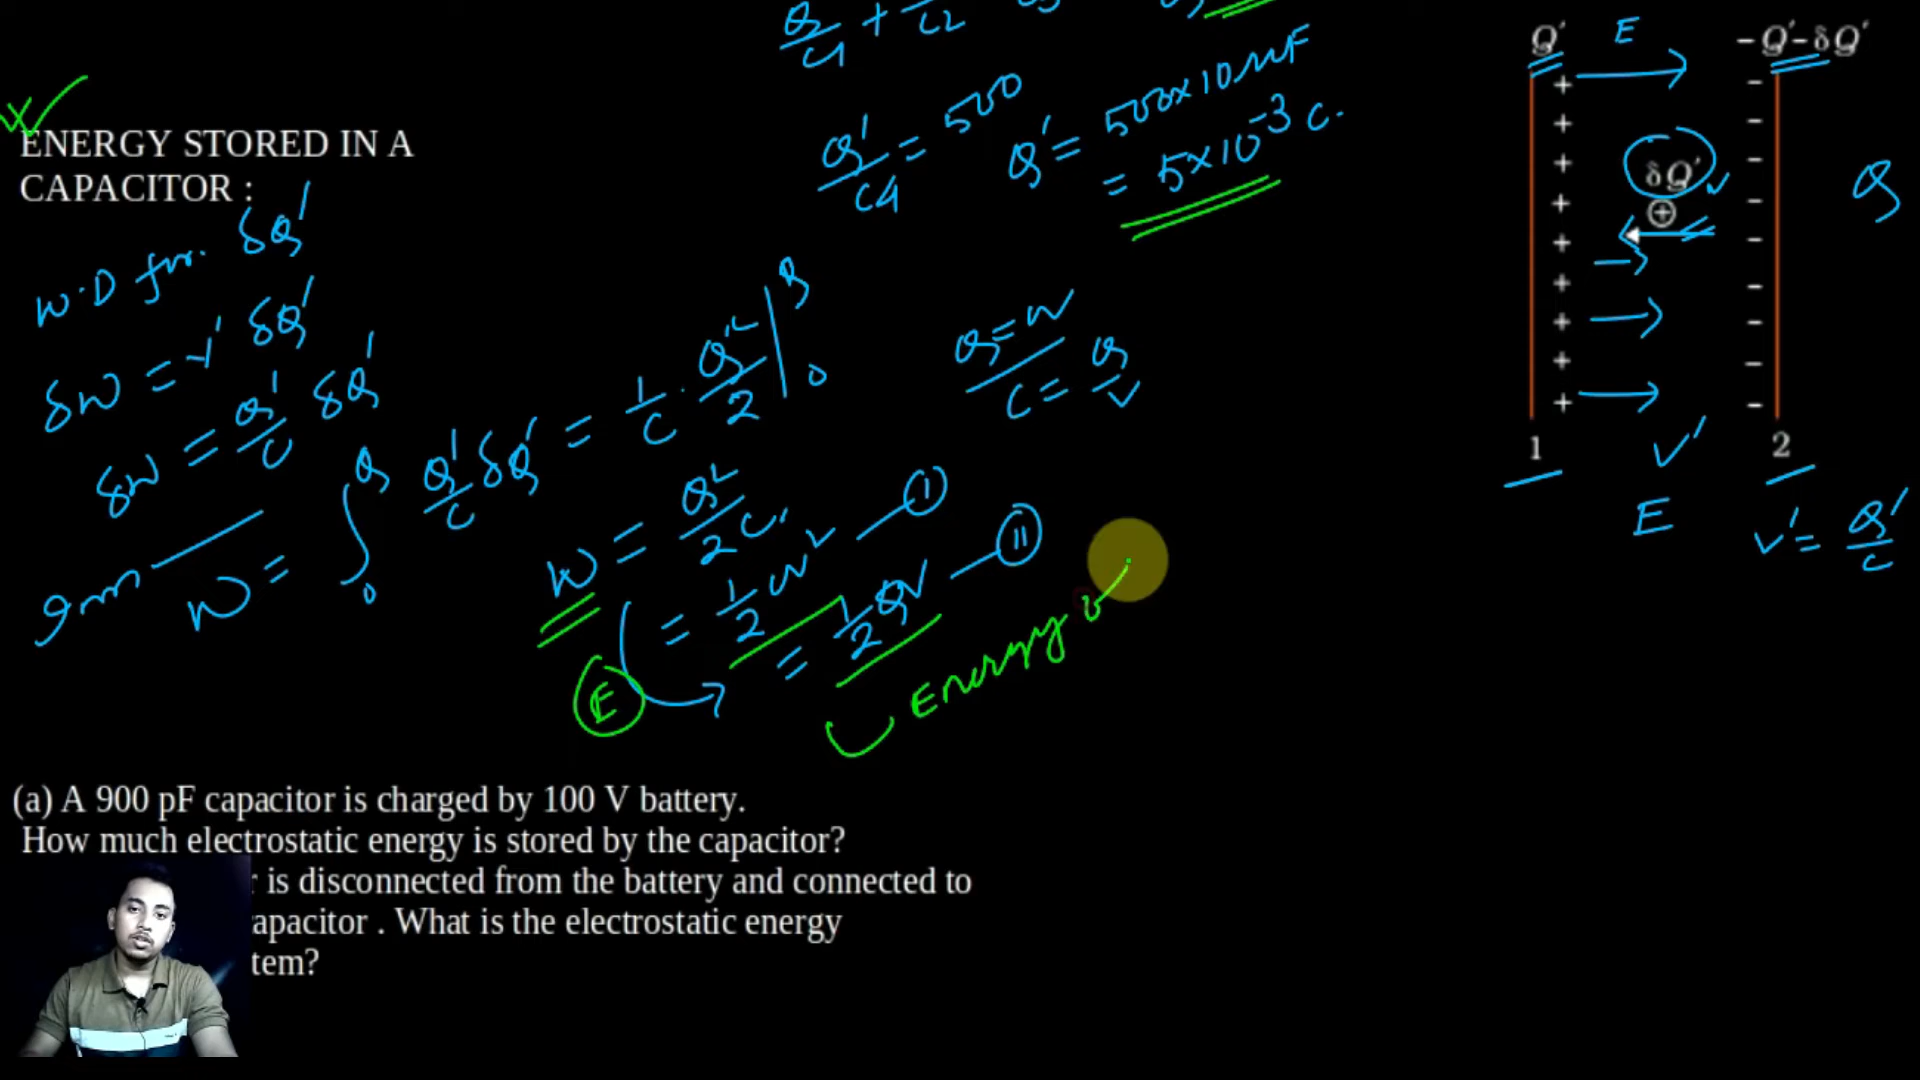 Q/C1 + /C2
Q'/C4 = 500
Q' = 500×10 μF
= 5×10^-3 C.
ENERGY STORED IN A
CAPACITOR :
W.D for. δQ'
δW = V' δQ'
δW = Q'/C δQ'
W = ∫₀^Q Q'/C δQ' = 1/C · Q'²/2 |₀^Q
Q = CV
C = Q/V
W = Q²/2C
= 1/2 CV² — I
= 1/2 QV — II
E
Energy
Q' E -Q'-δQ'
δQ'
Q
1 V' 2
E V' = Q'/C
(a) A 900 pF capacitor is charged by 100 V battery.
How much electrostatic energy is stored by the capacitor?
is disconnected from the battery and connected to
apacitor . What is the electrostatic energy
tem?